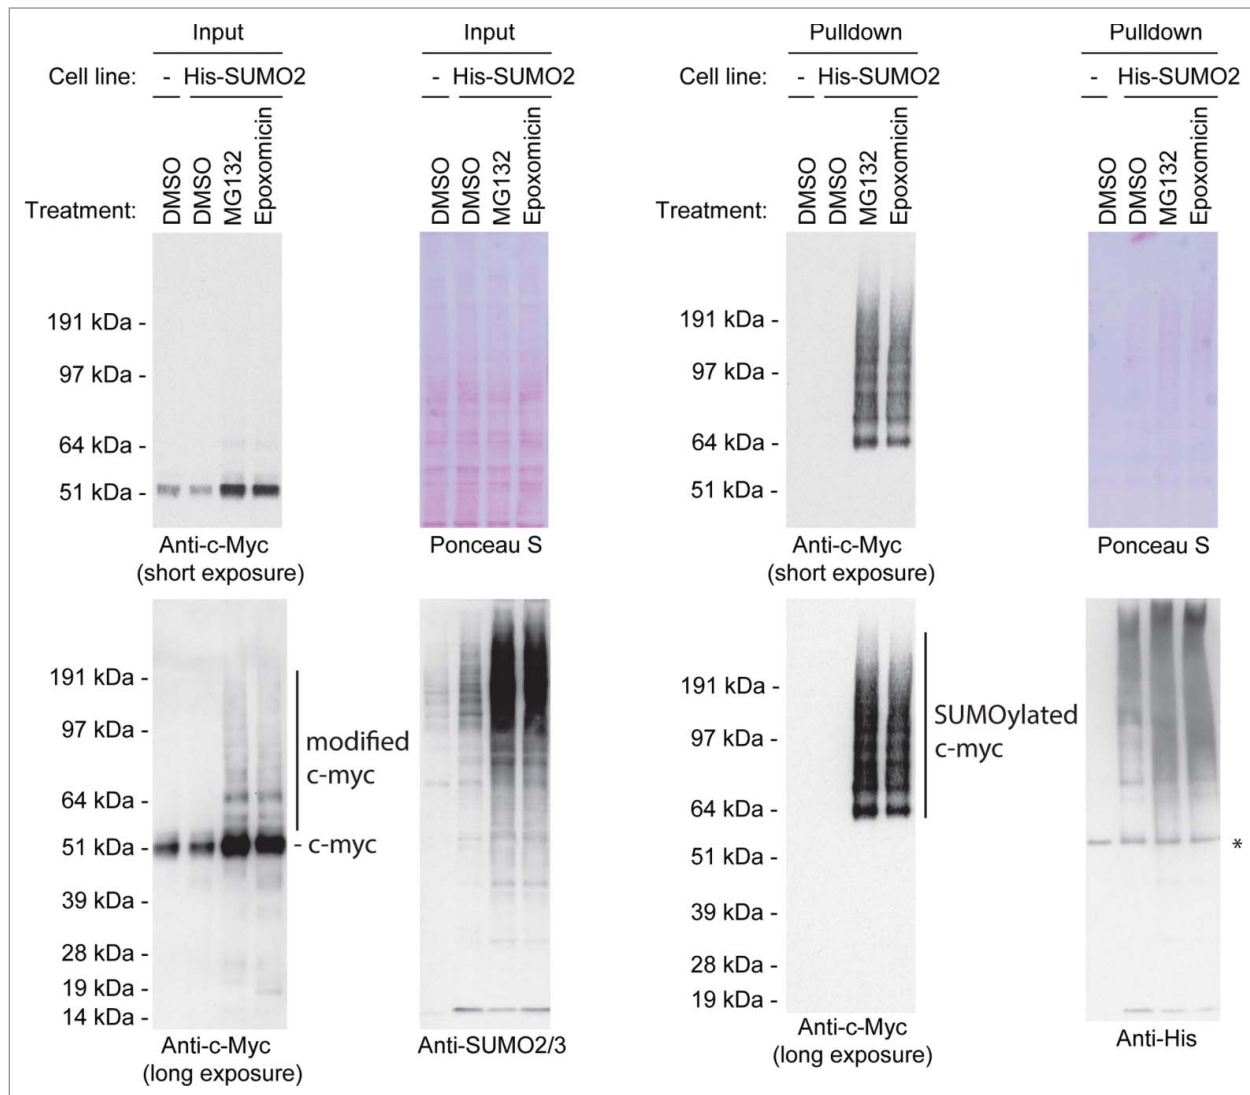 Input
Cell line: - His-SUMO2
Treatment: DMSO DMSO MG132 Epoxomicin
191 kDa -
97 kDa -
64 kDa -
51 kDa -
Anti-c-Myc
(short exposure)
Input
- His-SUMO2
DMSO DMSO MG132 Epoxomicin
Ponceau S
Pulldown
Cell line: - His-SUMO2
Treatment: DMSO DMSO MG132 Epoxomicin
191 kDa -
97 kDa -
64 kDa -
51 kDa -
Anti-c-Myc
(short exposure)
Pulldown
- His-SUMO2
DMSO DMSO MG132 Epoxomicin
Ponceau S
191 kDa -
97 kDa -
64 kDa -
51 kDa -
39 kDa -
28 kDa -
19 kDa -
14 kDa -
modified
c-myc
- c-myc
Anti-c-Myc
(long exposure)
Anti-SUMO2/3
191 kDa -
97 kDa -
64 kDa -
51 kDa -
39 kDa -
28 kDa -
19 kDa -
SUMOylated
c-myc
Anti-c-Myc
(long exposure)
*
Anti-His